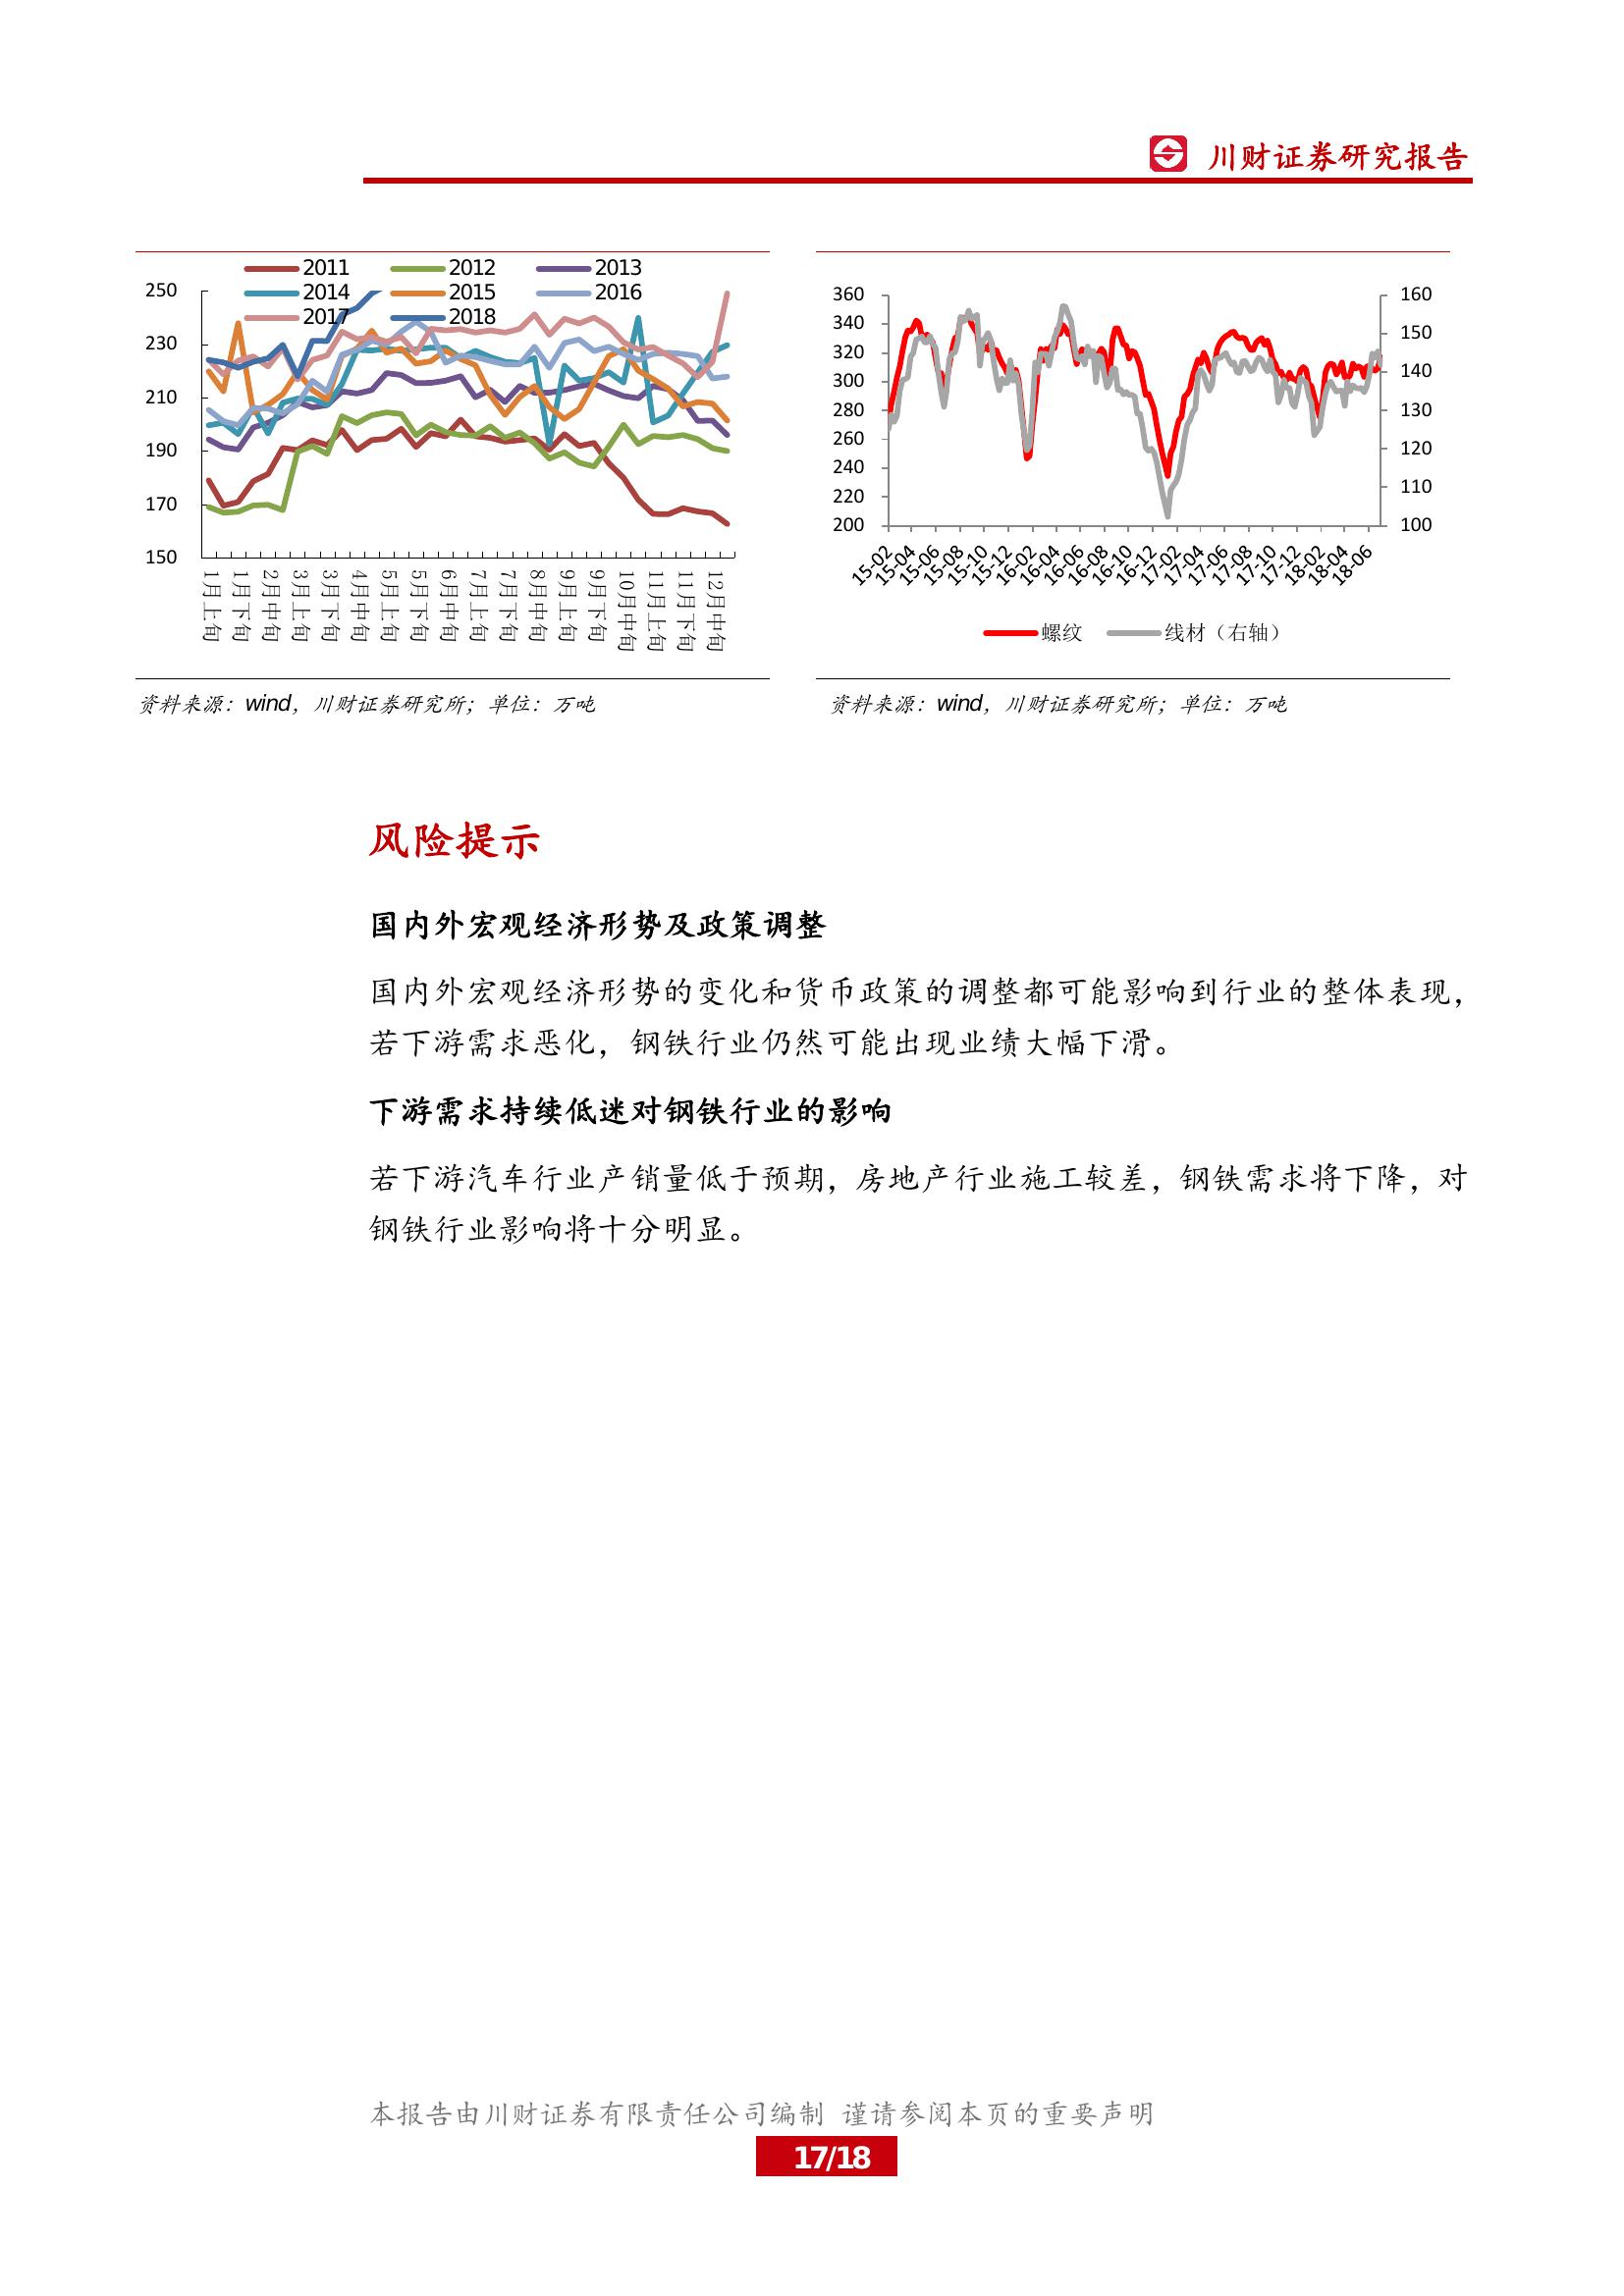 川财证券研究报告
2011 2012 2013
2014 2015 2016
2017 2018
250
230
210
190
170
150
1月上旬 1月下旬 2月中旬 3月上旬 3月下旬 4月中旬 5月上旬 5月下旬 6月中旬 7月上旬 7月下旬 8月中旬 9月上旬 9月下旬 10月中旬 11月上旬 11月下旬 12月中旬
360
340
320
300
280
260
240
220
200
160
150
140
130
120
110
100
15-02 15-04 15-06 15-08 15-10 15-12 16-02 16-04 16-06 16-08 16-10 16-12 17-02 17-04 17-06 17-08 17-10 17-12 18-02 18-04 18-06
螺纹 线材（右轴）
资料来源：wind，川财证券研究所；单位：万吨
资料来源：wind，川财证券研究所；单位：万吨
风险提示
国内外宏观经济形势及政策调整
国内外宏观经济形势的变化和货币政策的调整都可能影响到行业的整体表现，
若下游需求恶化，钢铁行业仍然可能出现业绩大幅下滑。
下游需求持续低迷对钢铁行业的影响
若下游汽车行业产销量低于预期，房地产行业施工较差，钢铁需求将下降，对
钢铁行业影响将十分明显。
本报告由川财证券有限责任公司编制 谨请参阅本页的重要声明
17/18